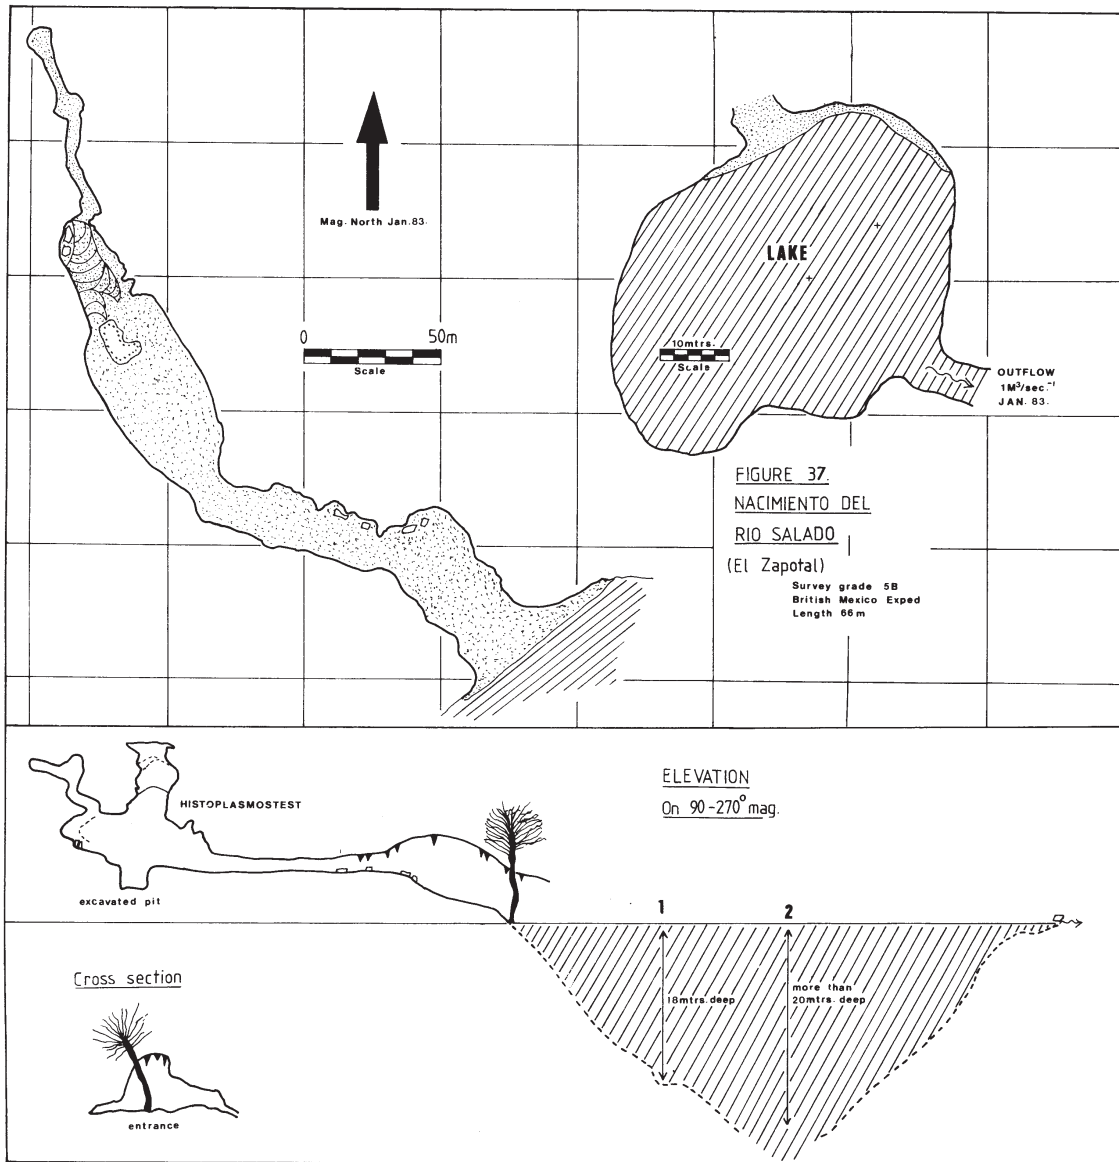 Mag. North Jan.83.
0 50m
Scale
LAKE
10mtrs.
Scale
OUTFLOW
1M³/sec.⁻¹
JAN. 83.
FIGURE 37.
NACIMIENTO DEL
RIO SALADO
(El Zapotal)
Survey grade 5B
British Mexico Exped
Length 66m
ELEVATION
On 90-270° mag.
HISTOPLASMOSTEST
excavated pit
1
2
18mtrs.deep
more than
20mtrs.deep
Cross section
entrance